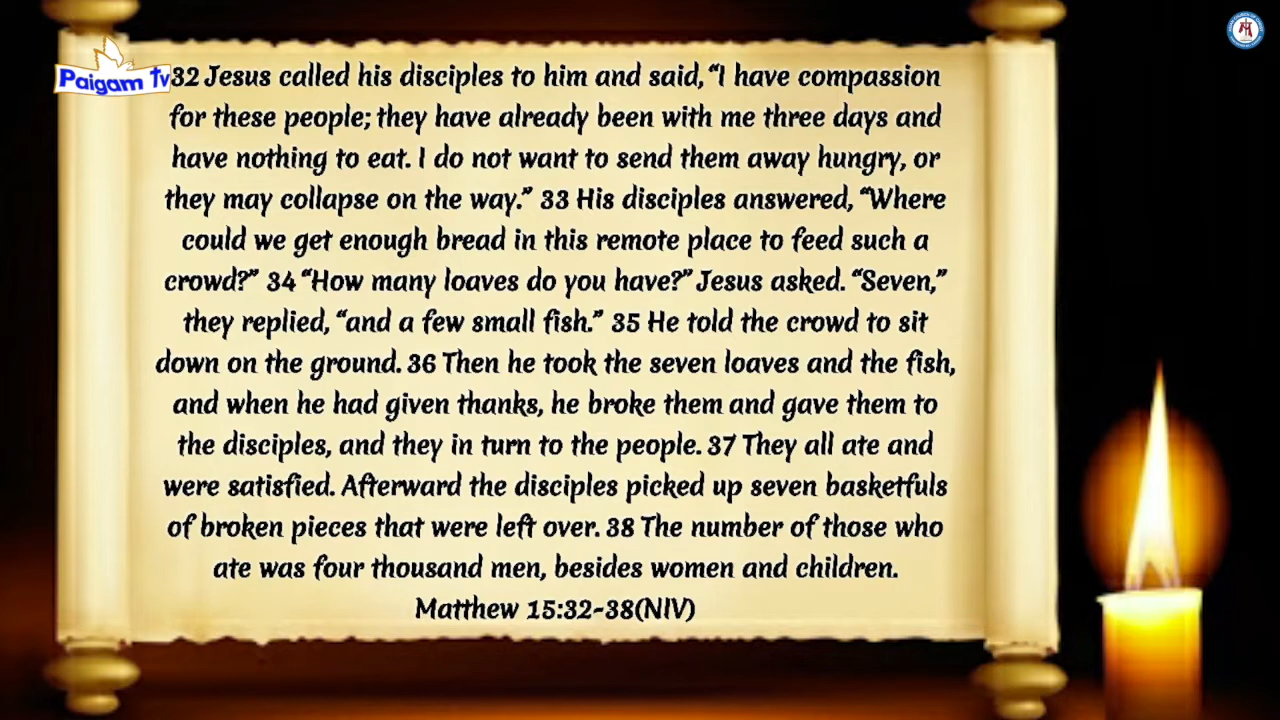 Paigam tv
32 Jesus called his disciples to him and said, “I have compassion
for these people; they have already been with me three days and
have nothing to eat. I do not want to send them away hungry, or
they may collapse on the way.” 33 His disciples answered, “Where
could we get enough bread in this remote place to feed such a
crowd?” 34 “How many loaves do you have?” Jesus asked. “Seven,”
they replied, “and a few small fish.” 35 He told the crowd to sit
down on the ground. 36 Then he took the seven loaves and the fish,
and when he had given thanks, he broke them and gave them to
the disciples, and they in turn to the people. 37 They all ate and
were satisfied. Afterward the disciples picked up seven basketfuls
of broken pieces that were left over. 38 The number of those who
ate was four thousand men, besides women and children.
Matthew 15:32-38(NIV)